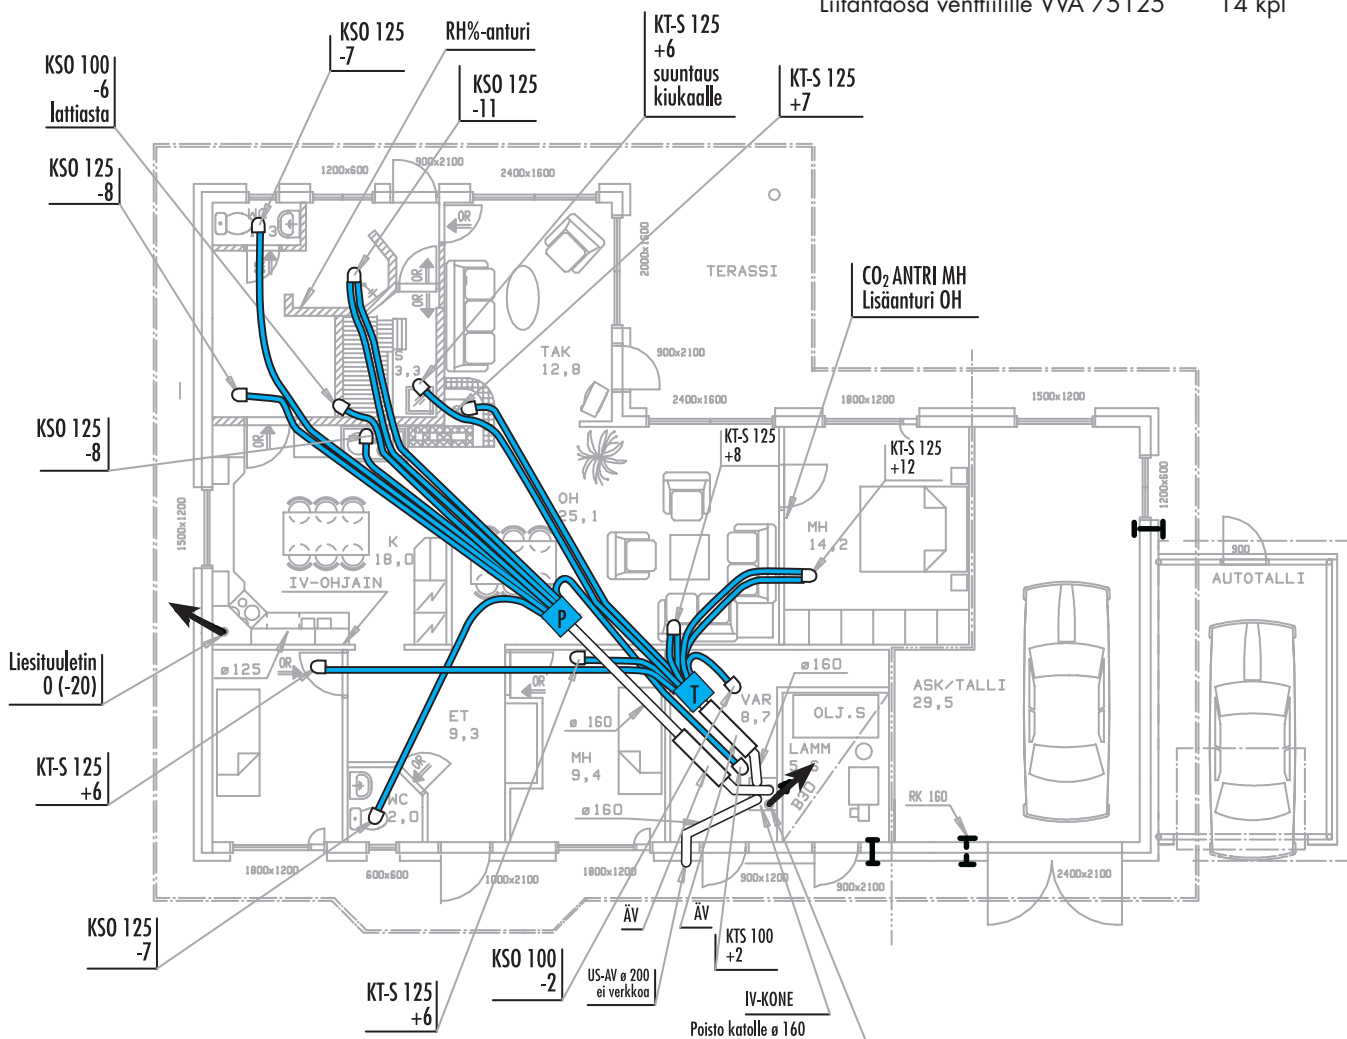 Liitäntäosa venttiilille VVA 75125 14 kpl
KSO 125
-7
RH%-anturi
KT-S 125
+6
suuntaus
kiukaalle
KSO 100
-6
lattiasta
KSO 125
-11
KT-S 125
+7
KSO 125
-8
1200x600
900x2100
2400x1600
WC
OR
OR
OR
OR
OR
2000x1600
TERASSI
CO₂ ANTRI MH
Lisäanturi OH
S
3,3
TAK
12,8
900x2100
2400x1600
1800x1200
1500x1200
KSO 125
-8
OR
KT-S 125
+8
KT-S 125
+12
1200x600
1500x1200
OH
25,1
K
18,0
MH
14,2
900
IV-OHJAIN
AUTOTALLI
P
Liesituuletin
0 (-20)
ø125
OR
OR
ø160
T
ET
9,3
ø 160
VAR
8,7
OLJ.S
ASK/TALLI
29,5
MH
9,4
LAMM
B30
OR
KT-S 125
+6
WC
2,0
ø160
RK 160
1800x1200
600x600
1000x2100
1800x1200
900x1200
900x2100
2400x2100
KSO 125
-7
ÄV
ÄV
KTS 100
+2
KSO 100
-2
US-AV ø 200
ei verkkoa
KT-S 125
+6
IV-KONE
Poisto katolle ø 160